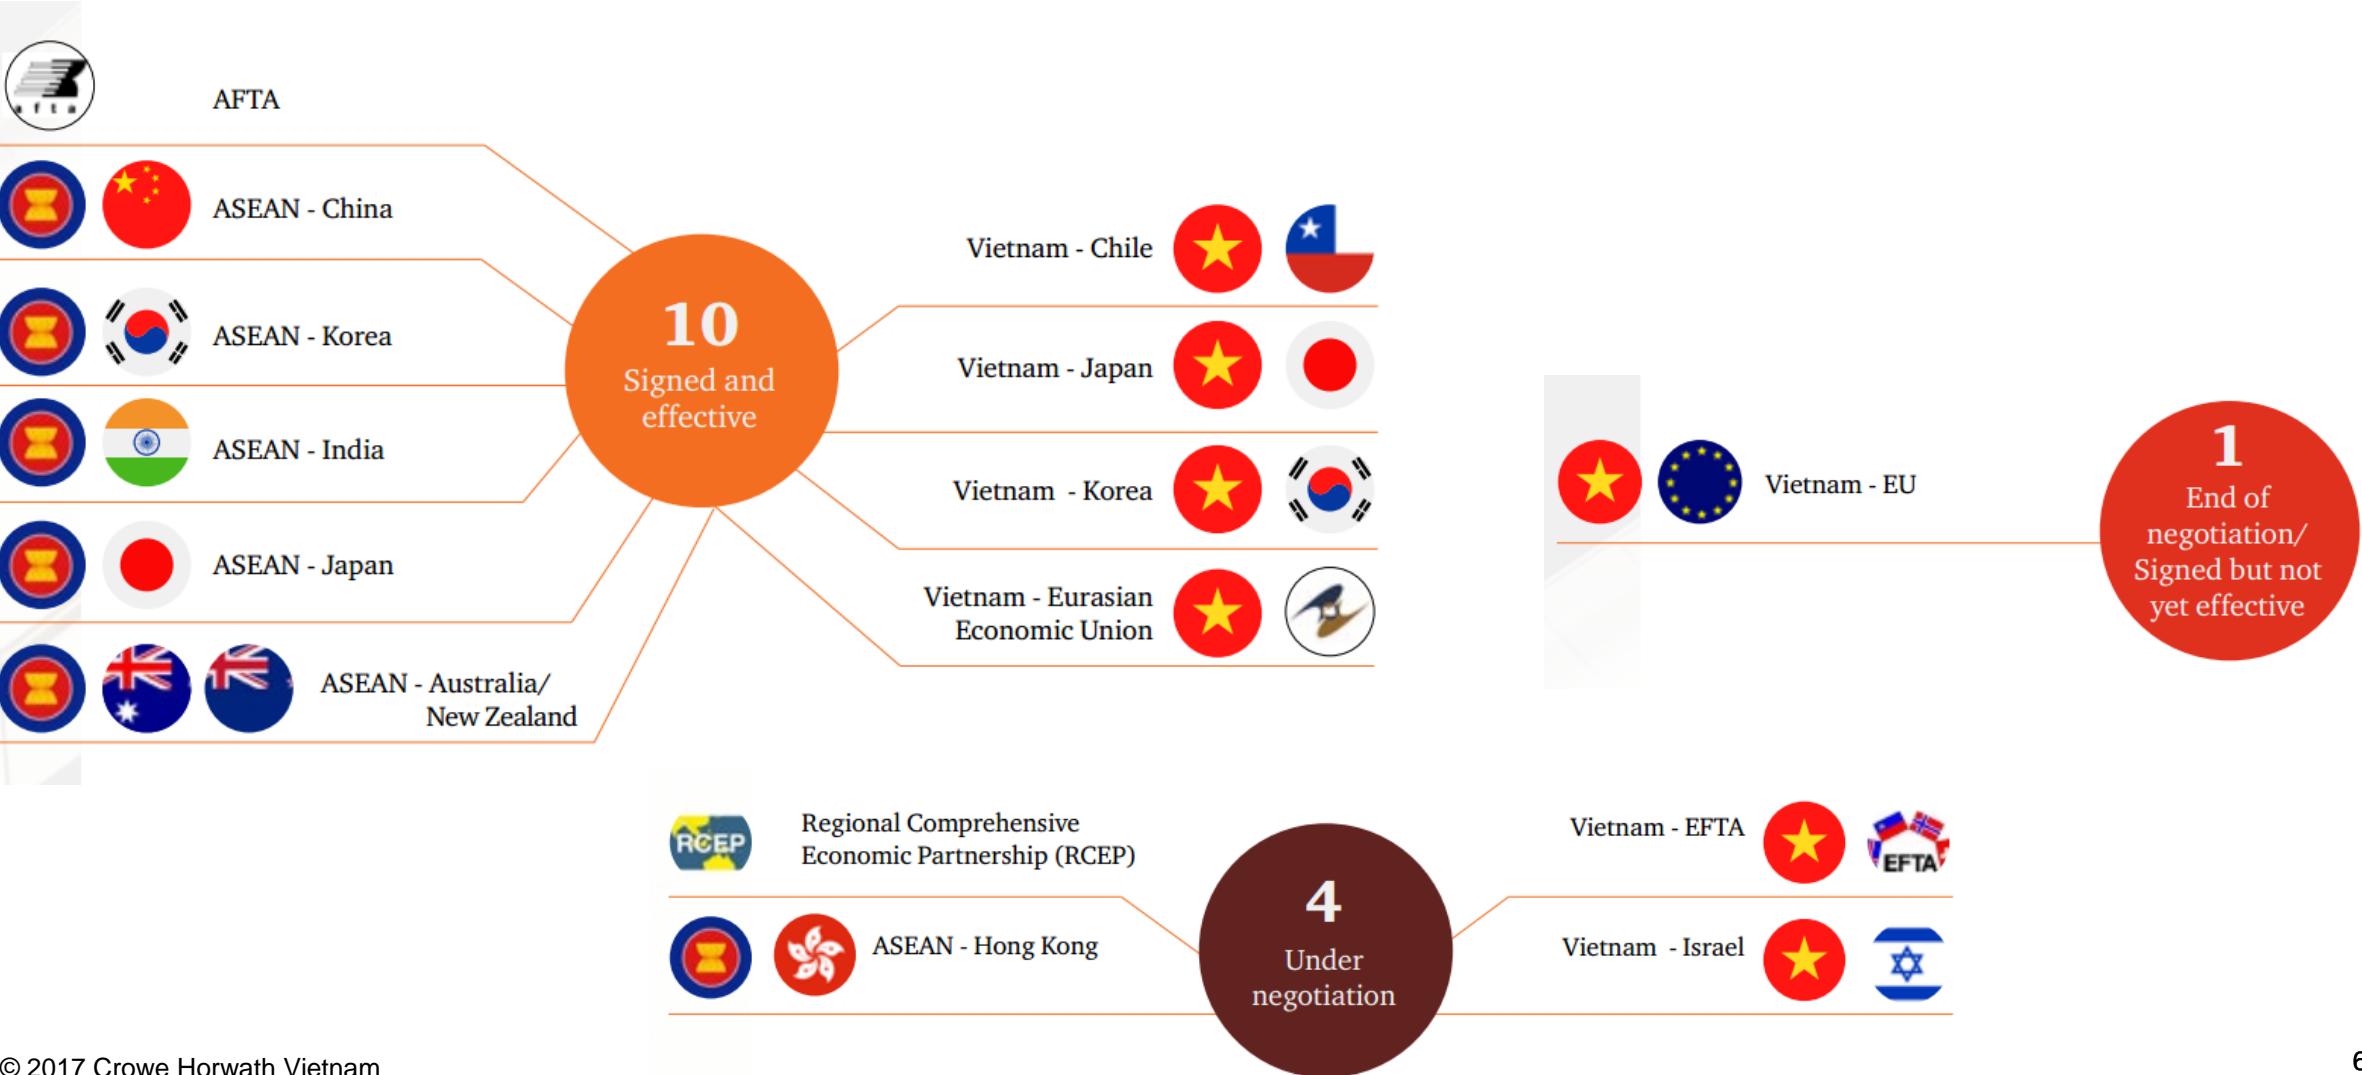 afta
AFTA
ASEAN - China
ASEAN - Korea
ASEAN - India
ASEAN - Japan
ASEAN - Australia/
New Zealand
10
Signed and
effective
Vietnam - Chile
Vietnam - Japan
Vietnam - Korea
Vietnam - Eurasian
Economic Union
Vietnam - EU
1
End of
negotiation/
Signed but not
yet effective
RCEP
Regional Comprehensive
Economic Partnership (RCEP)
ASEAN - Hong Kong
4
Under
negotiation
Vietnam - EFTA
EFTA
Vietnam - Israel
© 2017 Crowe Horwath Vietnam
6